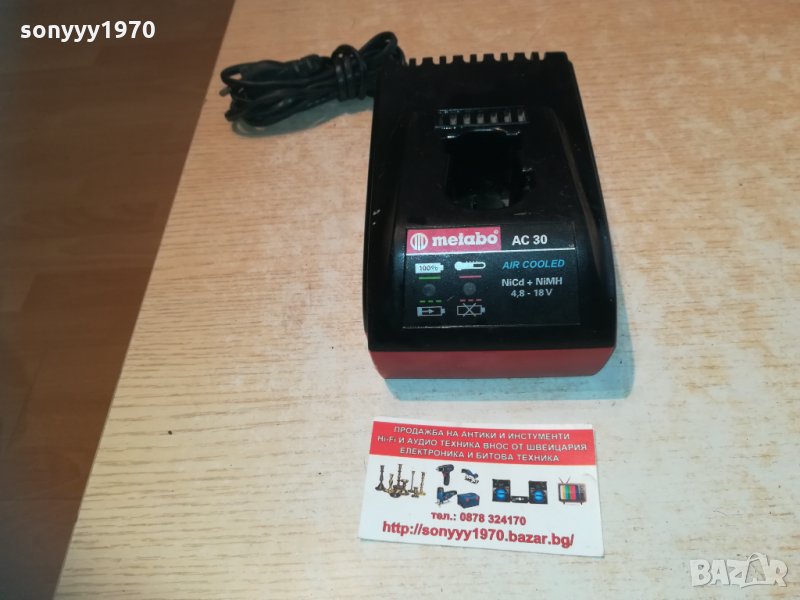 sonyyy1970
metabo® AC 30
100%
AIR COOLED
NiCd + NiMH
4,8 - 18 V
ПРОДАЖБА НА АНТИКИ И ИНСТУМЕНТИ
Hi-Fi И АУДИО ТЕХНИКА ВНОС ОТ ШВЕЙЦАРИЯ
ЕЛЕКТРОНИКА И БИТОВА ТЕХНИКА
тел.: 0878 324170
http://sonyyy1970.bazar.bg/
BAZAR